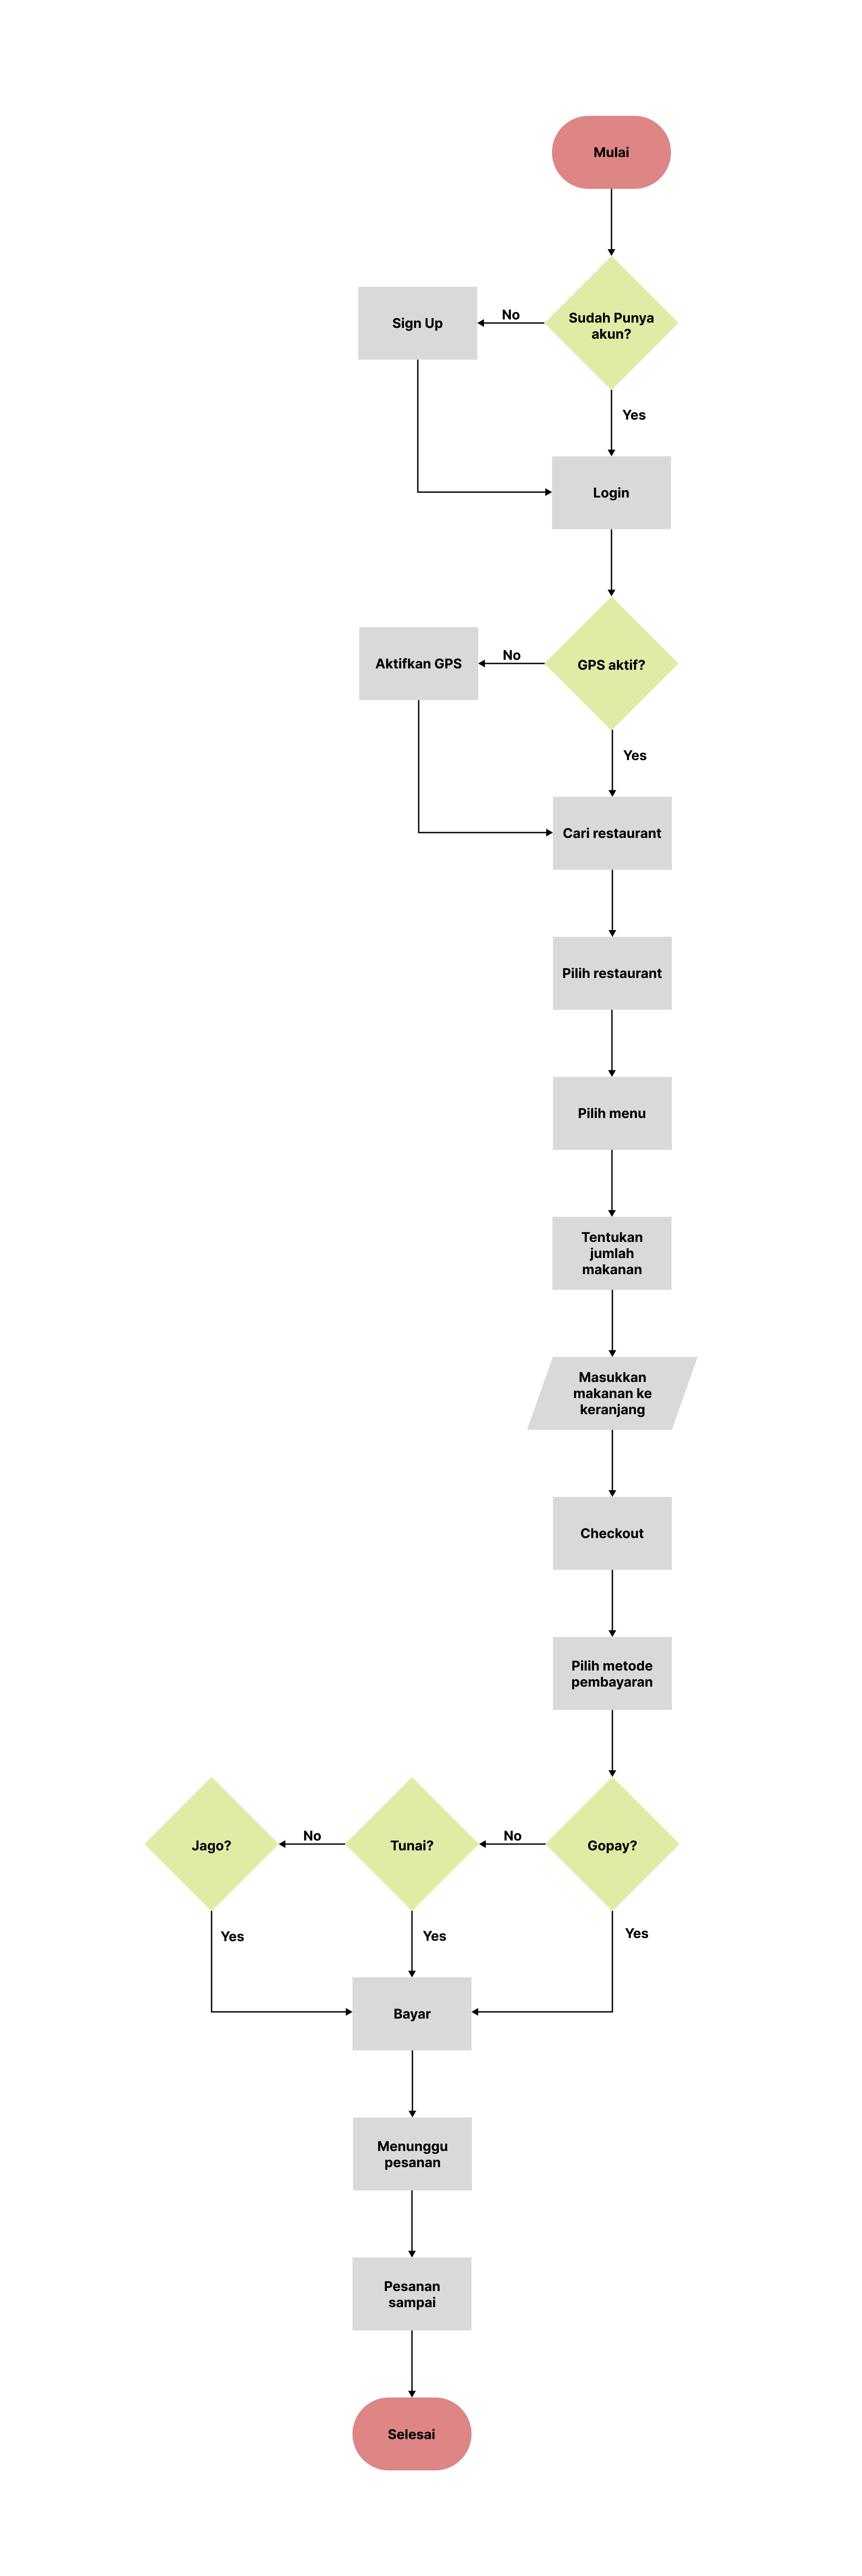 Mulai
Sudah Punya
akun?
No
Sign Up
Yes
Login
GPS aktif?
No
Aktifkan GPS
Yes
Cari restaurant
Pilih restaurant
Pilih menu
Tentukan
jumlah
makanan
Masukkan
makanan ke
keranjang
Checkout
Pilih metode
pembayaran
Jago?
No
Tunai?
No
Gopay?
Yes
Yes
Yes
Bayar
Menunggu
pesanan
Pesanan
sampai
Selesai